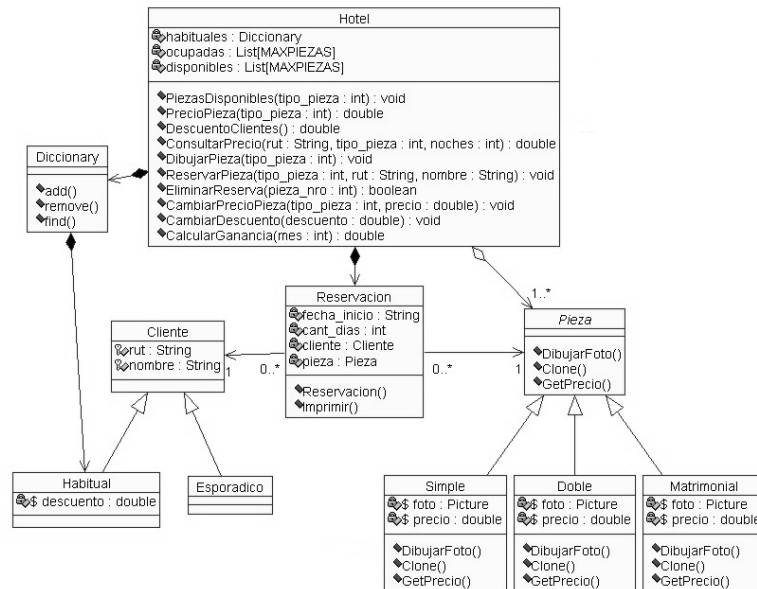 Hotel
habituales : Diccionary
ocupadas : List[MAXPIEZAS]
disponibles : List[MAXPIEZAS]
PiezasDisponibles(tipo_pieza : int) : void
PrecioPieza(tipo_pieza : int) : double
DescuentoClientes() : double
ConsultarPrecio(rut : String, tipo_pieza : int, noches : int) : double
DibujarPieza(tipo_pieza : int) : void
ReservarPieza(tipo_pieza : int, rut : String, nombre : String) : void
EliminarReserva(pieza_nro : int) : boolean
CambiarPrecioPieza(tipo_pieza : int, precio : double) : void
CambiarDescuento(descuento : double) : void
CalcularGanancia(mes : int) : double
Diccionary
add()
remove()
find()
Reservacion
fecha_inicio : String
cant_dias : int
cliente : Cliente
pieza : Pieza
Reservacion()
Imprimir()
Cliente
rut : String
nombre : String
1
0..*
0..*
1
1..*
Pieza
DibujarFoto()
Clone()
GetPrecio()
Habitual
$ descuento : double
Esporadico
Simple
$ foto : Picture
$ precio : double
DibujarFoto()
Clone()
GetPrecio()
Doble
$ foto : Picture
$ precio : double
DibujarFoto()
Clone()
GetPrecio()
Matrimonial
$ foto : Picture
$ precio : double
DibujarFoto()
Clone()
GetPrecio()